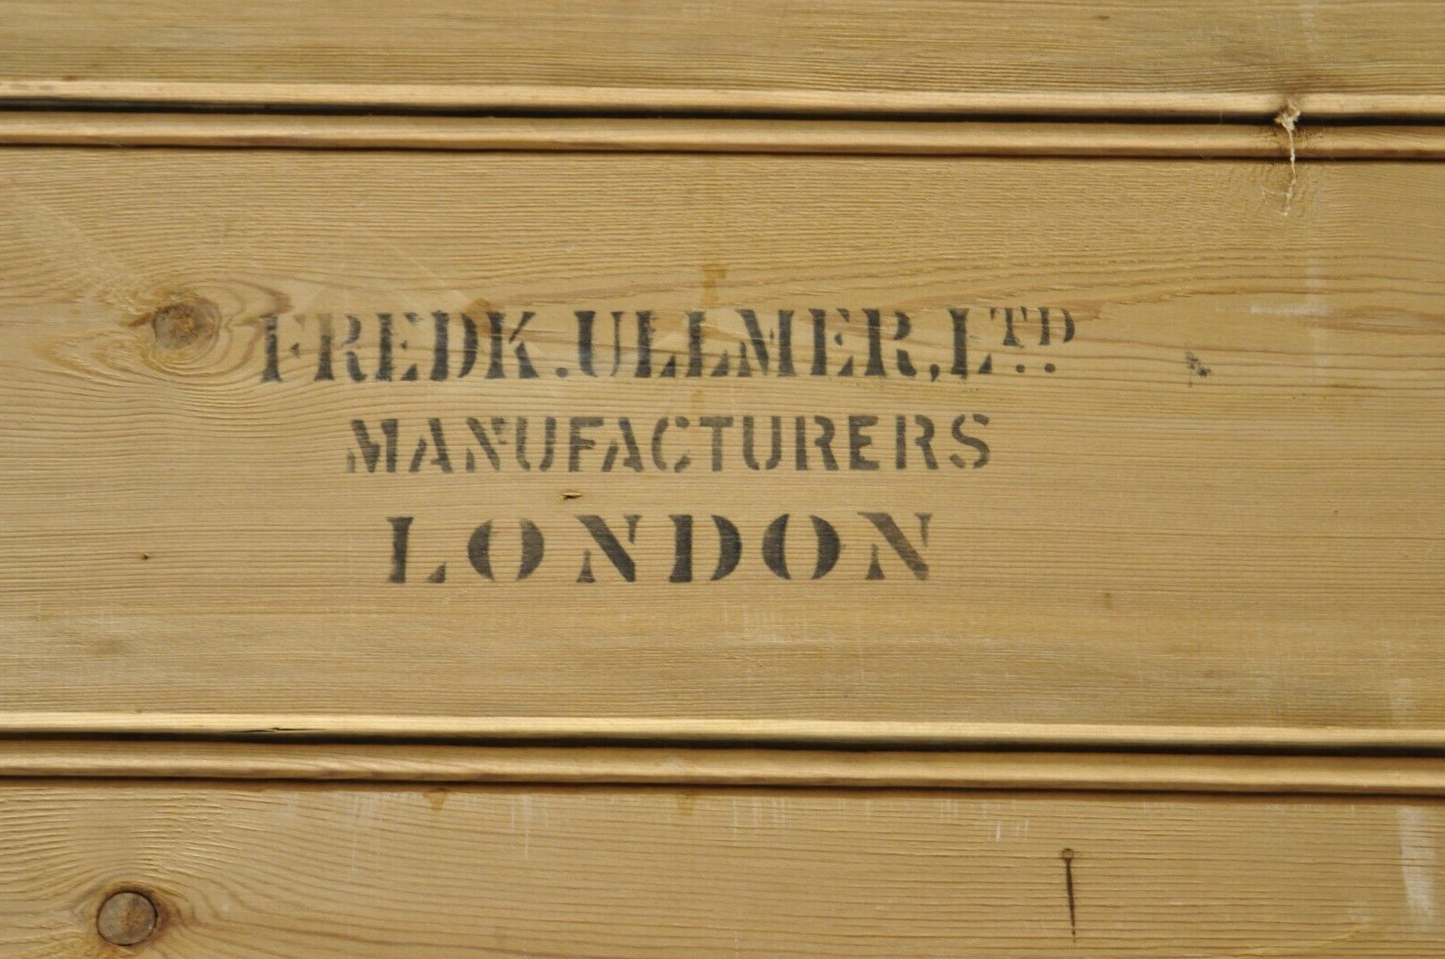 FREDK. ULLMER, LTD.
MANUFACTURERS
LONDON